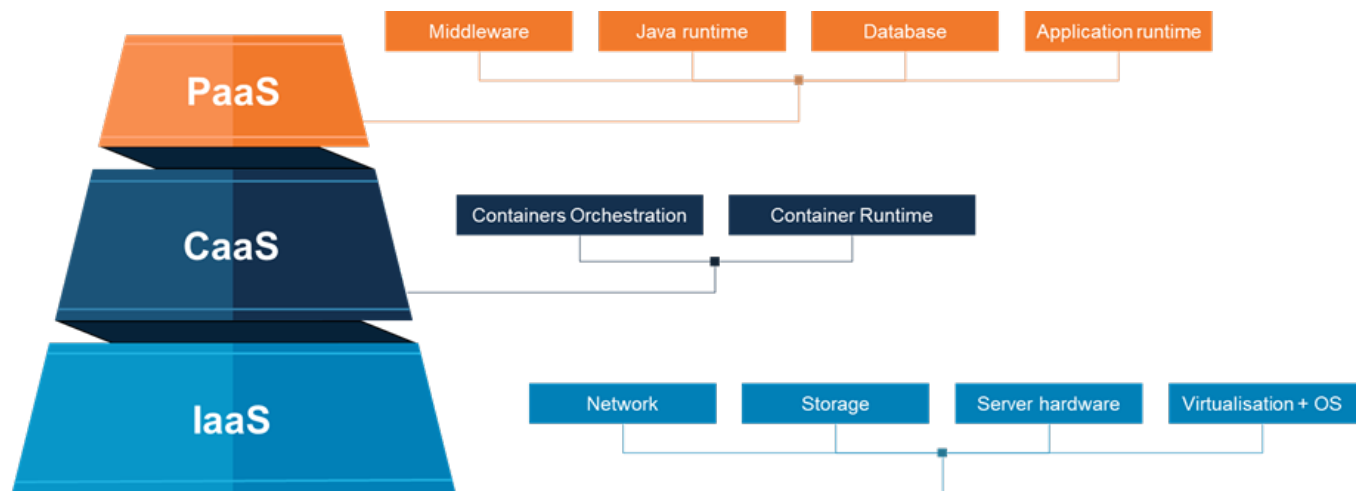 Middleware
Java runtime
Database
Application runtime
PaaS
Containers Orchestration
Container Runtime
CaaS
Network
Storage
Server hardware
Virtualisation + OS
IaaS